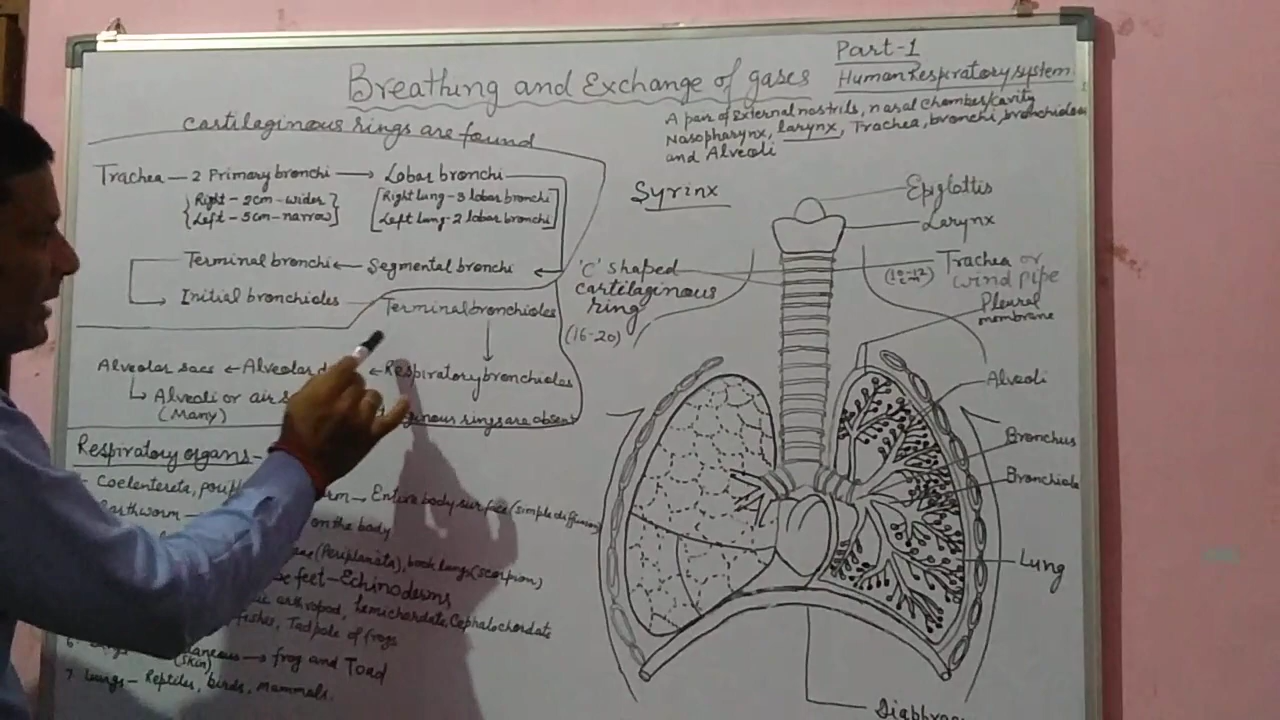 Part-1
Breathing and Exchange of gases
Human Respiratory system
A pair of External nostrils, nasal chamber/cavity
Nasopharynx, larynx, Trachea, bronchi, bronchioles
and Alveoli
cartilaginous rings are found
Trachea — 2 Primary bronchi → Lobar bronchi
{Right - 2cm - wider}
{Left - 5cm - narrow}
[Right lung - 3 lobar bronchi]
[Left lung - 2 lobar bronchi]
Terminal bronchi ← Segmental bronchi ←
Initial bronchioles
Terminal bronchioles
Alveolar sacs ← Alveolar ← Respiratory bronchioles
Alveoli or air
(Many)
rings are absent
Syrinx
'C' shaped
cartilaginous
ring
(16-20)
Epiglottis
Larynx
Trachea or
(10-12)
wind pipe
Pleural
membrane
Alveoli
Bronchus
Bronchiole
Lung
Respiratory organs -
Coelenterata, → Entire body surface (simple diffusion)
on the body
(Periplaneta), book lungs (scorpion)
feet - Echinoderms
arthropod, hemichordate, Cephalochordate
fishes, Tadpole of frogs
6. → frog and Toad
(skin)
7. Lungs - Reptiles, birds, mammals.